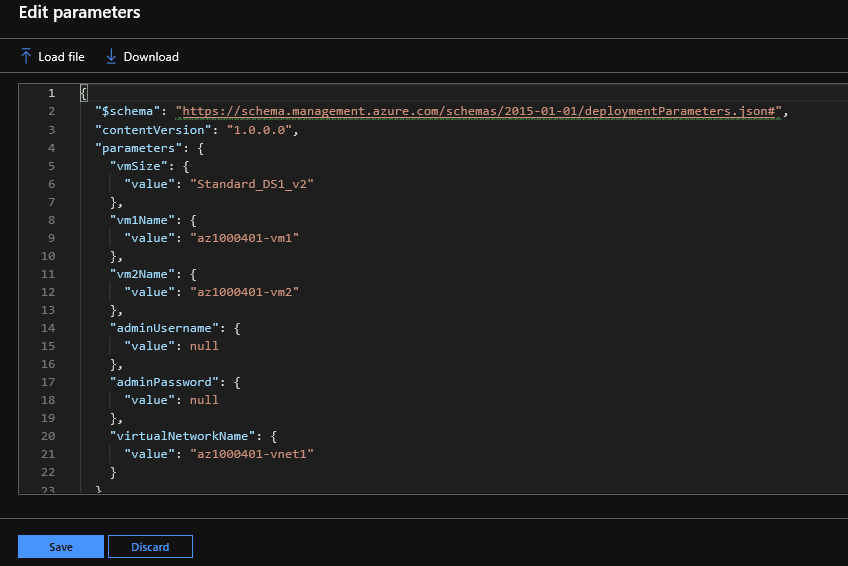 Edit parameters
Load file Download
1 {
2 "$schema": "https://schema.management.azure.com/schemas/2015-01-01/deploymentParameters.json#",
3 "contentVersion": "1.0.0.0",
4 "parameters": {
5 "vmSize": {
6 "value": "Standard_DS1_v2"
7 },
8 "vm1Name": {
9 "value": "az1000401-vm1"
10 },
11 "vm2Name": {
12 "value": "az1000401-vm2"
13 },
14 "adminUsername": {
15 "value": null
16 },
17 "adminPassword": {
18 "value": null
19 },
20 "virtualNetworkName": {
21 "value": "az1000401-vnet1"
22 }
23 }
Save Discard